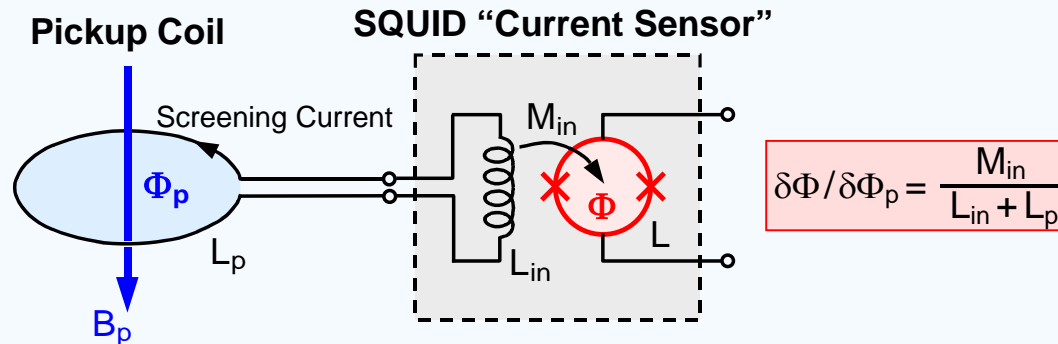 Pickup Coil
SQUID “Current Sensor”
Screening Current
M_in
Φ_p
Φ
δΦ/δΦ_p = M_in / (L_in + L_p)
L_p
L_in
L
B_p